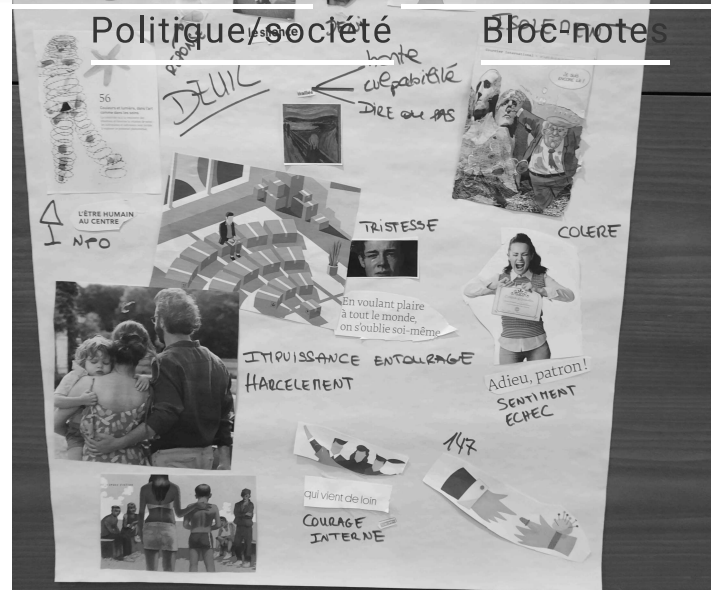 Politique/société
Bloc-notes
DEUIL
honte
culpabilité
DIRE OU PAS
56
L'ÊTRE HUMAIN
AU CENTRE
INPO
TRISTESSE
COLERE
En voulant plaire
à tout le monde,
on s'oublie soi-même
IMPUISSANCE ENTOURAGE
HARCELEMENT
Adieu, patron!
SENTIMENT
ECHEC
147
qui vient de loin
COURAGE
INTERNE